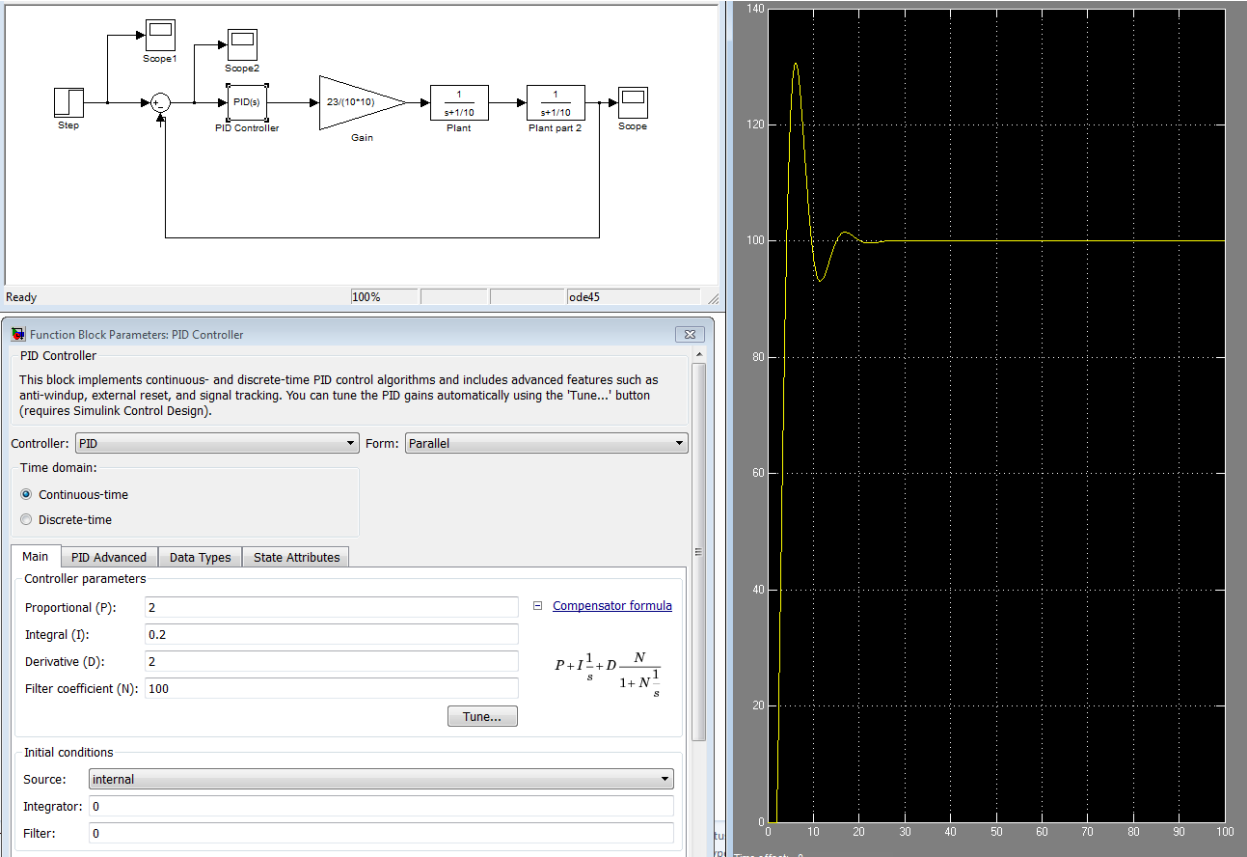 Scope1
Scope2
+
-
PID(s)
23/(10*10)
1
s+1/10
1
s+1/10
Step
PID Controller
Gain
Plant
Plant part 2
Scope
Ready
100%
ode45
Function Block Parameters: PID Controller
PID Controller
This block implements continuous- and discrete-time PID control algorithms and includes advanced features such as
anti-windup, external reset, and signal tracking. You can tune the PID gains automatically using the 'Tune...' button
(requires Simulink Control Design).
Controller: PID Form: Parallel
Time domain:
Continuous-time
Discrete-time
Main PID Advanced Data Types State Attributes
Controller parameters
Proportional (P): 2
Compensator formula
Integral (I): 0.2
Derivative (D): 2
P+I 1/s +D N/(1+N 1/s)
Filter coefficient (N): 100
Tune...
Initial conditions
Source: internal
Integrator: 0
Filter: 0
140
120
100
80
60
40
20
0
0 10 20 30 40 50 60 70 80 90 100